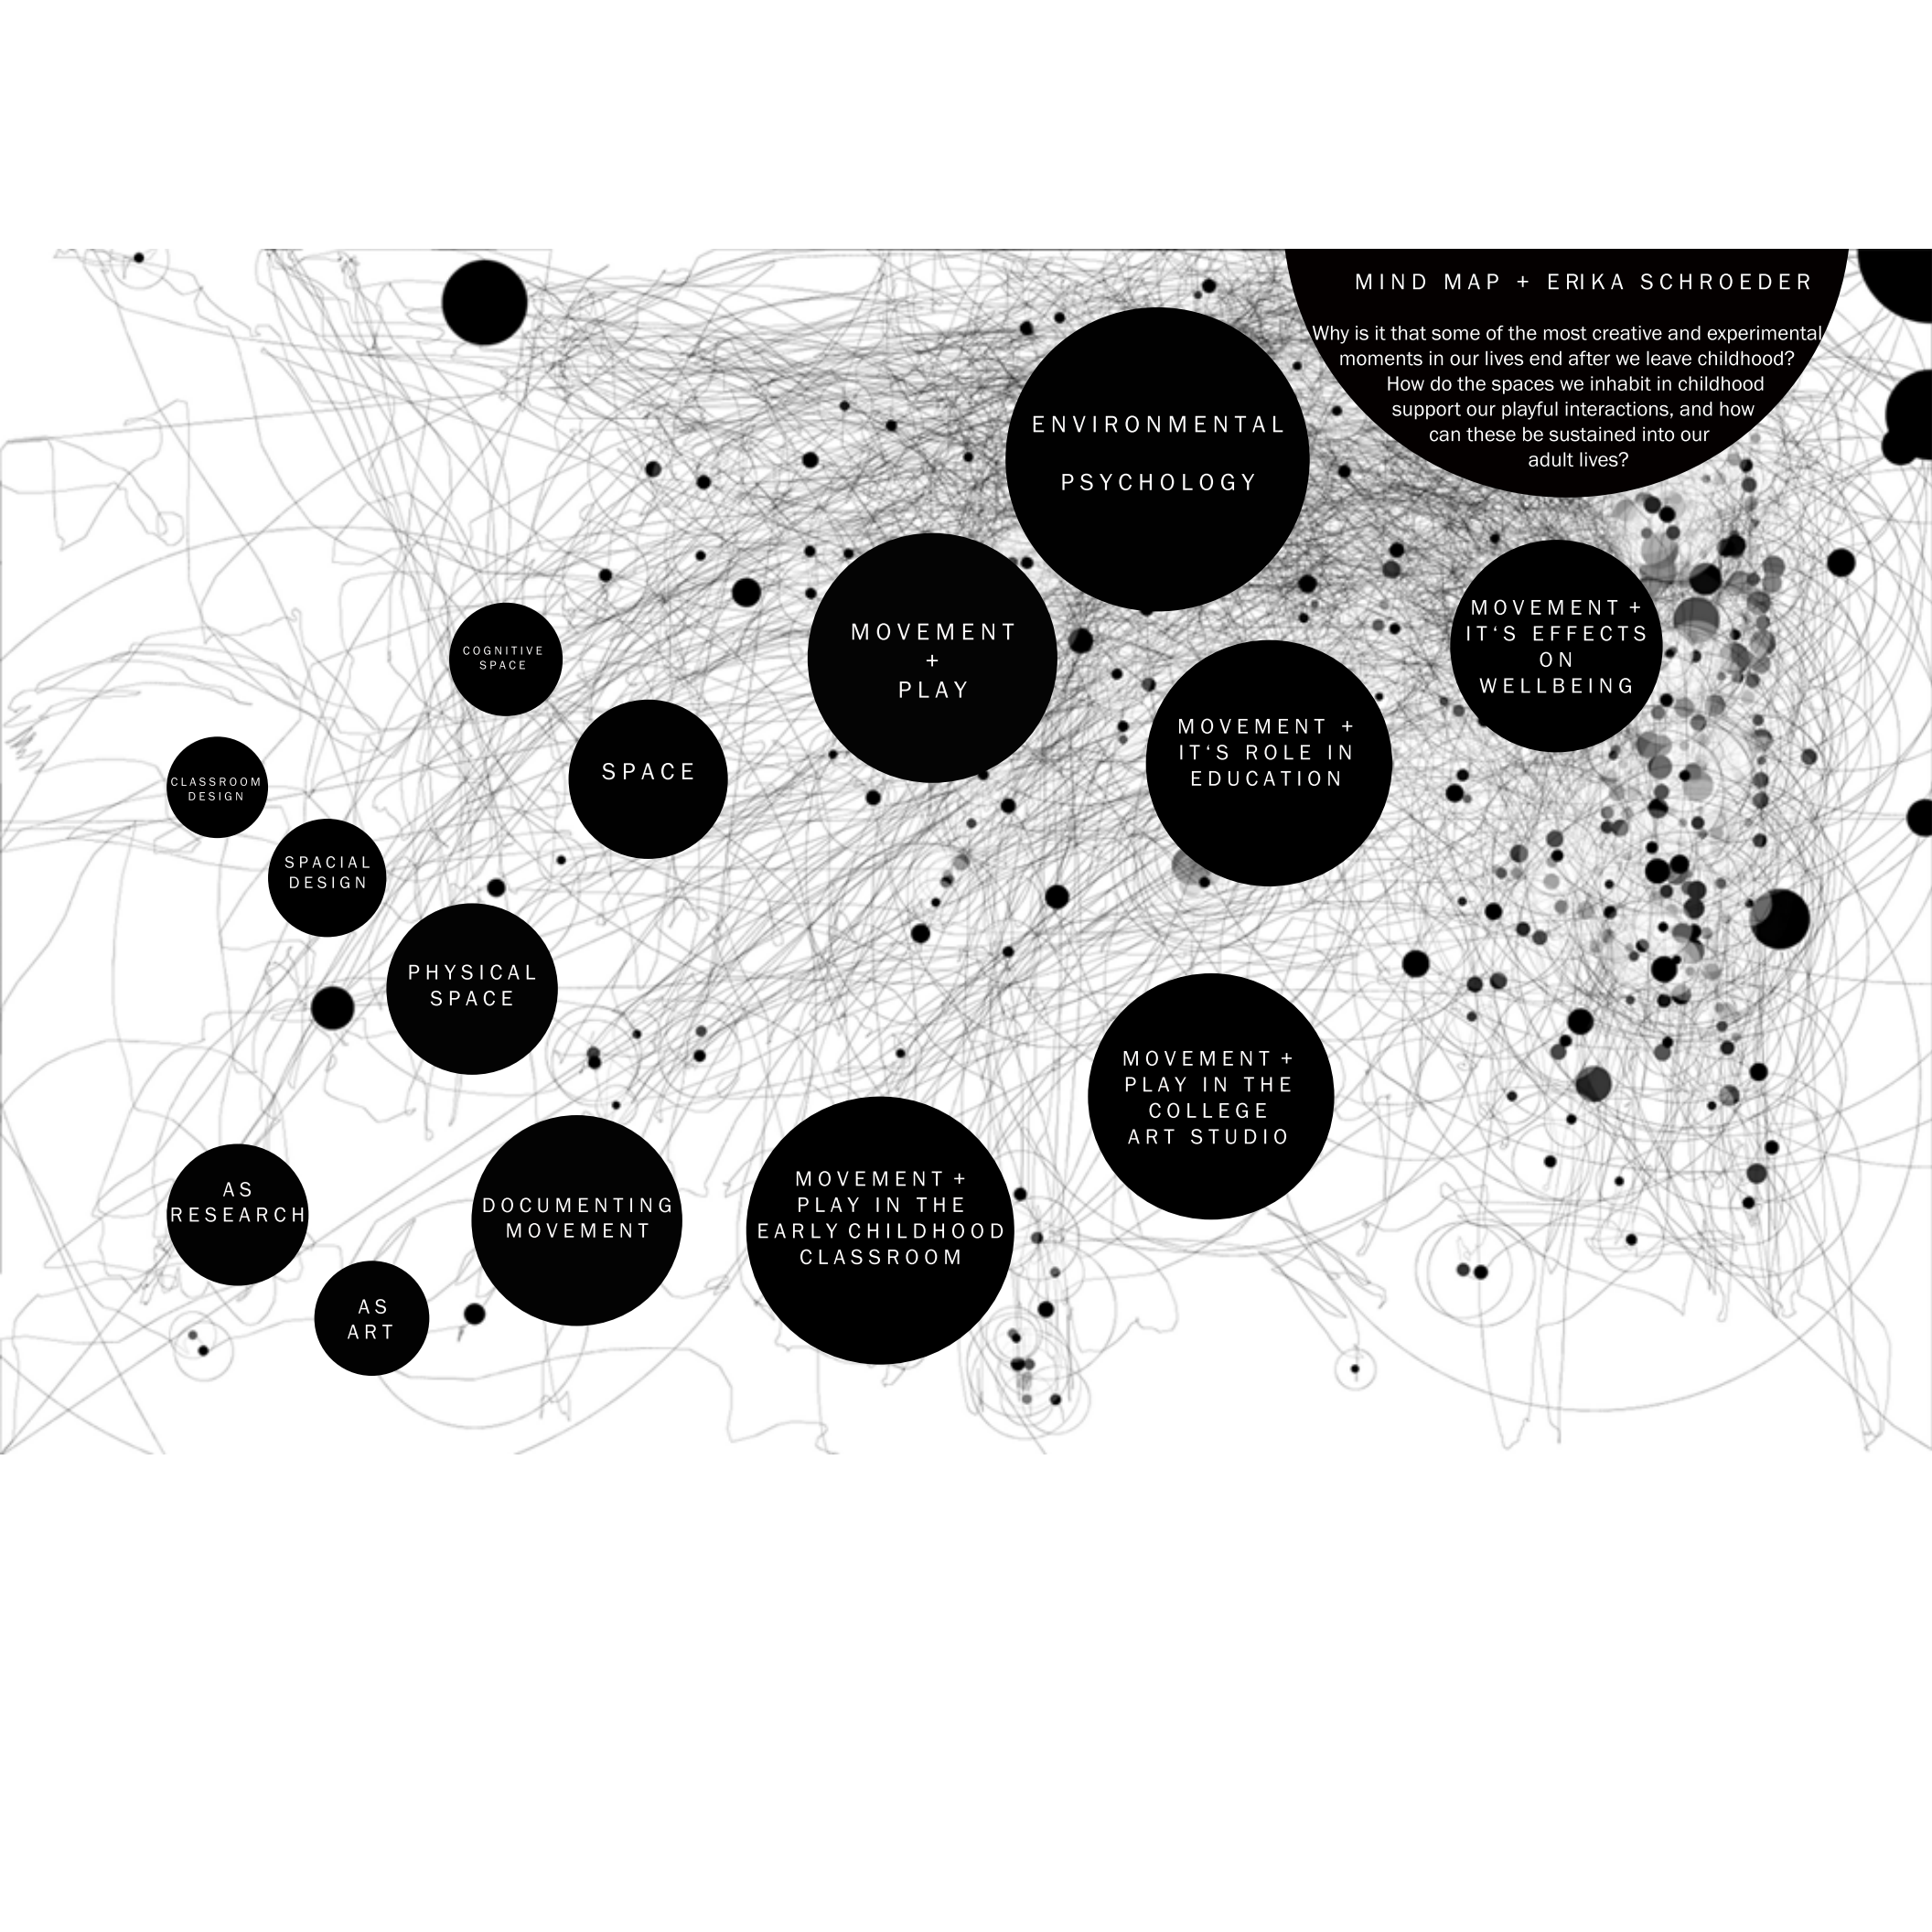 MIND MAP + ERIKA SCHROEDER
Why is it that some of the most creative and experimental
moments in our lives end after we leave childhood?
How do the spaces we inhabit in childhood
support our playful interactions, and how
can these be sustained into our
adult lives?
ENVIRONMENTAL
PSYCHOLOGY
MOVEMENT
+
PLAY
MOVEMENT +
IT‘S EFFECTS
ON
WELLBEING
COGNITIVE
SPACE
SPACE
MOVEMENT +
IT‘S ROLE IN
EDUCATION
CLASSROOM
DESIGN
SPACIAL
DESIGN
PHYSICAL
SPACE
MOVEMENT +
PLAY IN THE
COLLEGE
ART STUDIO
AS
RESEARCH
DOCUMENTING
MOVEMENT
MOVEMENT +
PLAY IN THE
EARLY CHILDHOOD
CLASSROOM
AS
ART